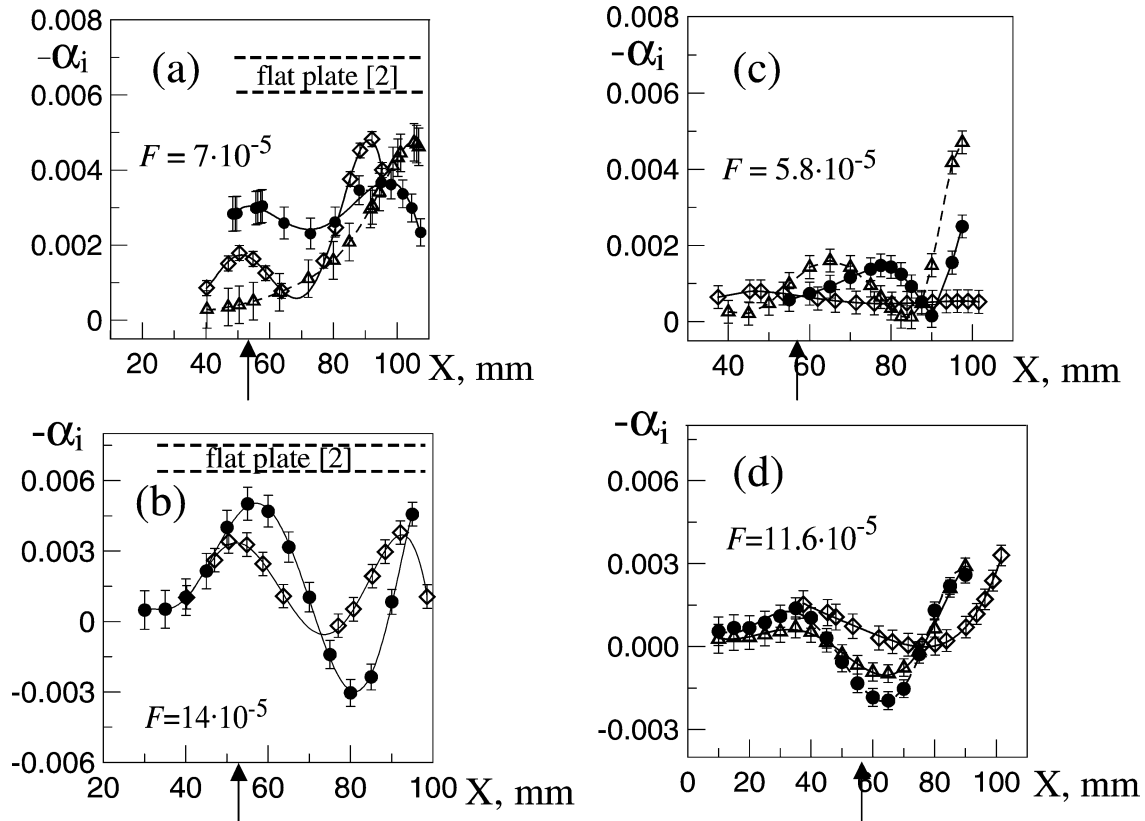 0.008
-αi
(a)
flat plate [2]
0.006
F = 7·10-5
0.004
0.002
0
20 40 60 80 100 X, mm
0.008
-αi
(c)
0.006
F = 5.8·10-5
0.004
0.002
0
40 60 80 100 X, mm
-αi
flat plate [2]
0.006
(b)
0.003
0
-0.003
F=14·10-5
-0.006
20 40 60 80 100 X, mm
-αi
0.006
(d)
F=11.6·10-5
0.003
0.000
-0.003
0 20 40 60 80 100 X, mm